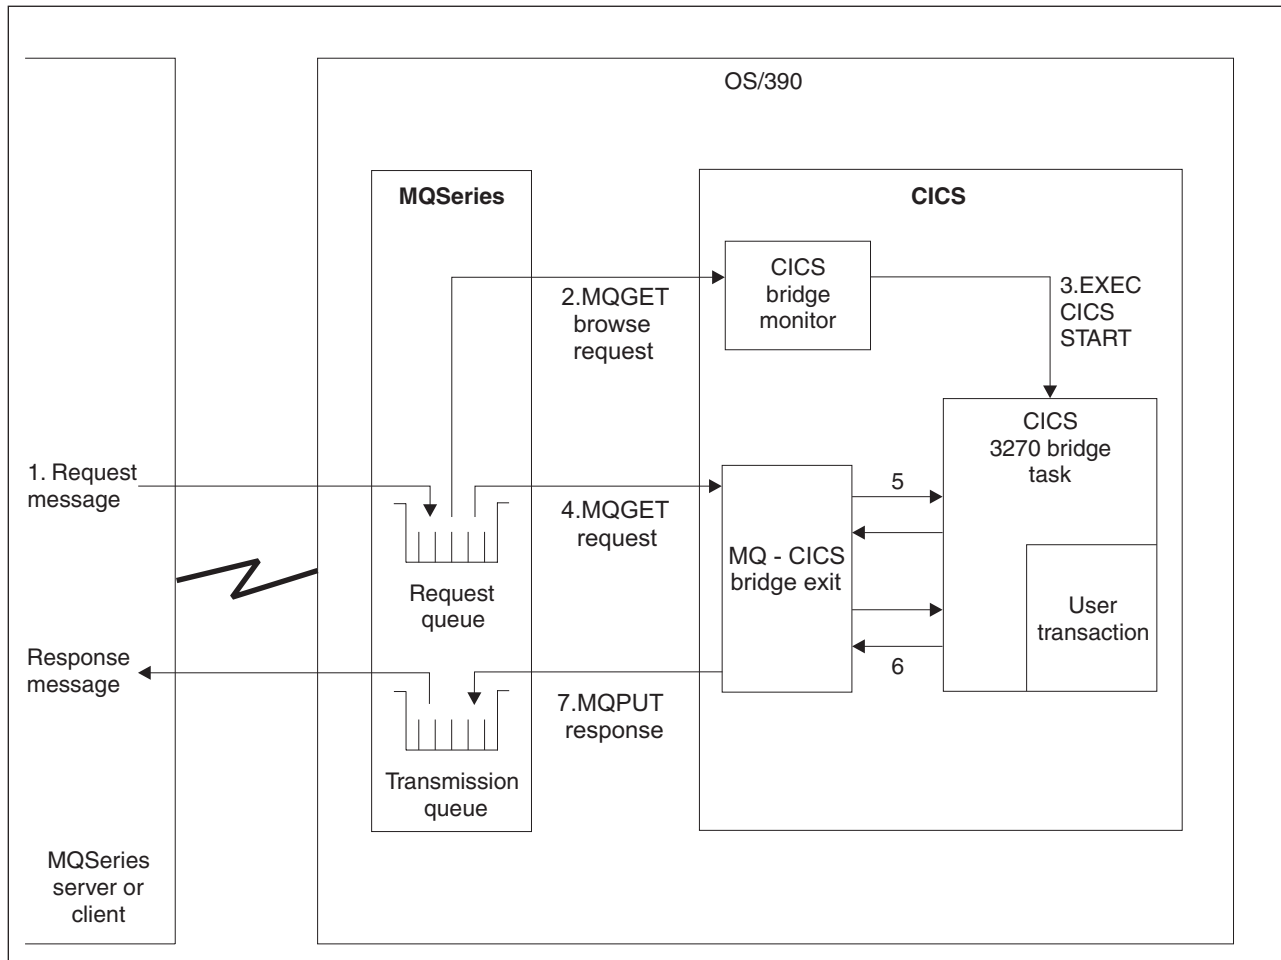 OS/390
MQSeries
CICS
CICS
bridge
monitor
2.MQGET
browse
request
3.EXEC
CICS
START
CICS
3270 bridge
task
1. Request
message
4.MQGET
request
5
MQ - CICS
bridge exit
Request
queue
User
transaction
Response
message
6
7.MQPUT
response
Transmission
queue
MQSeries
server or
client